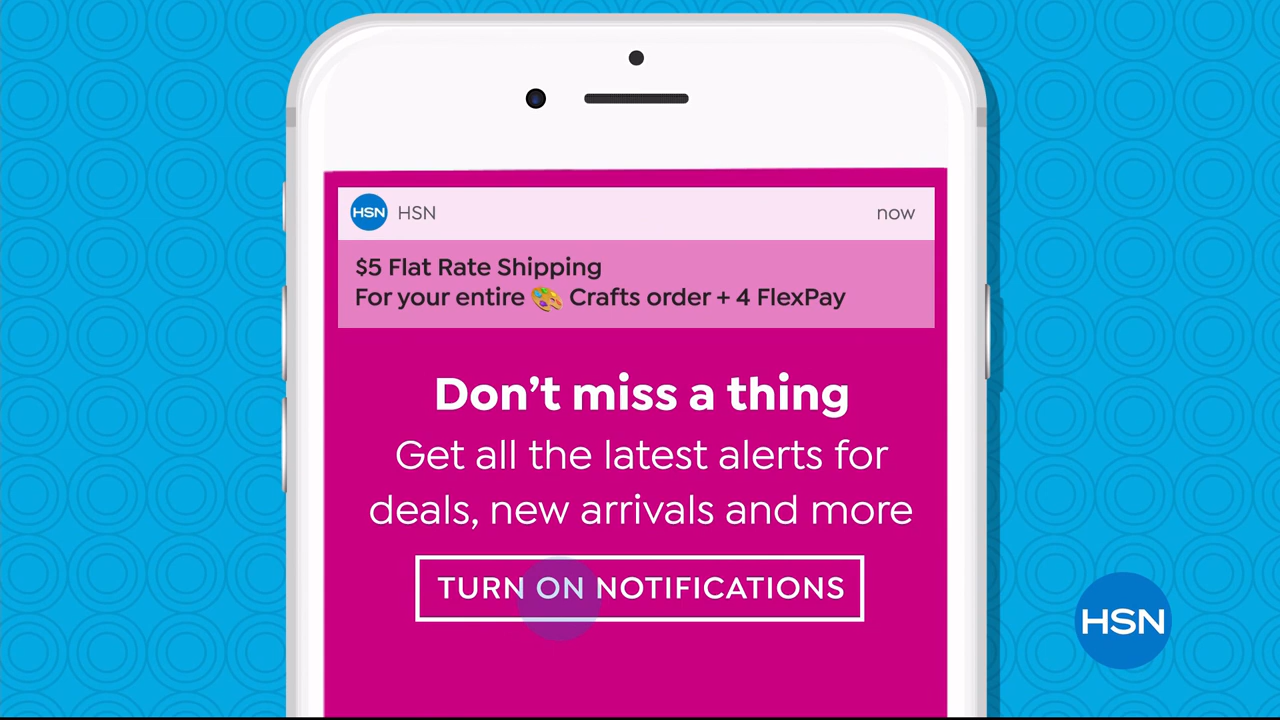 HSN HSN now
$5 Flat Rate Shipping
For your entire 🎨 Crafts order + 4 FlexPay
Don't miss a thing
Get all the latest alerts for
deals, new arrivals and more
TURN ON NOTIFICATIONS
HSN